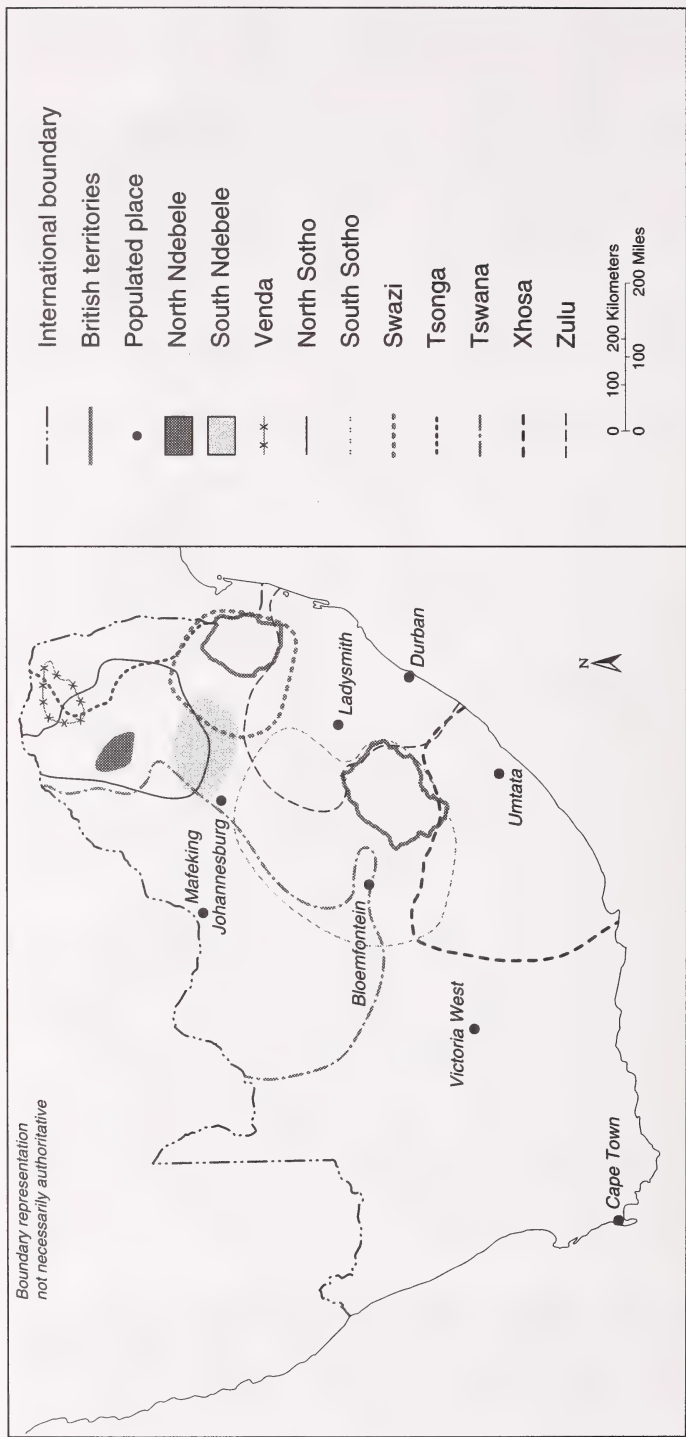 Boundary representation
not necessarily authoritative
Mafeking
Johannesburg
Bloemfontein
Ladysmith
Durban
Umtata
Victoria West
Cape Town
N
International boundary
British territories
Populated place
North Ndebele
South Ndebele
Venda
North Sotho
South Sotho
Swazi
Tsonga
Tswana
Xhosa
Zulu
0 100 200 Kilometers
0 100 200 Miles